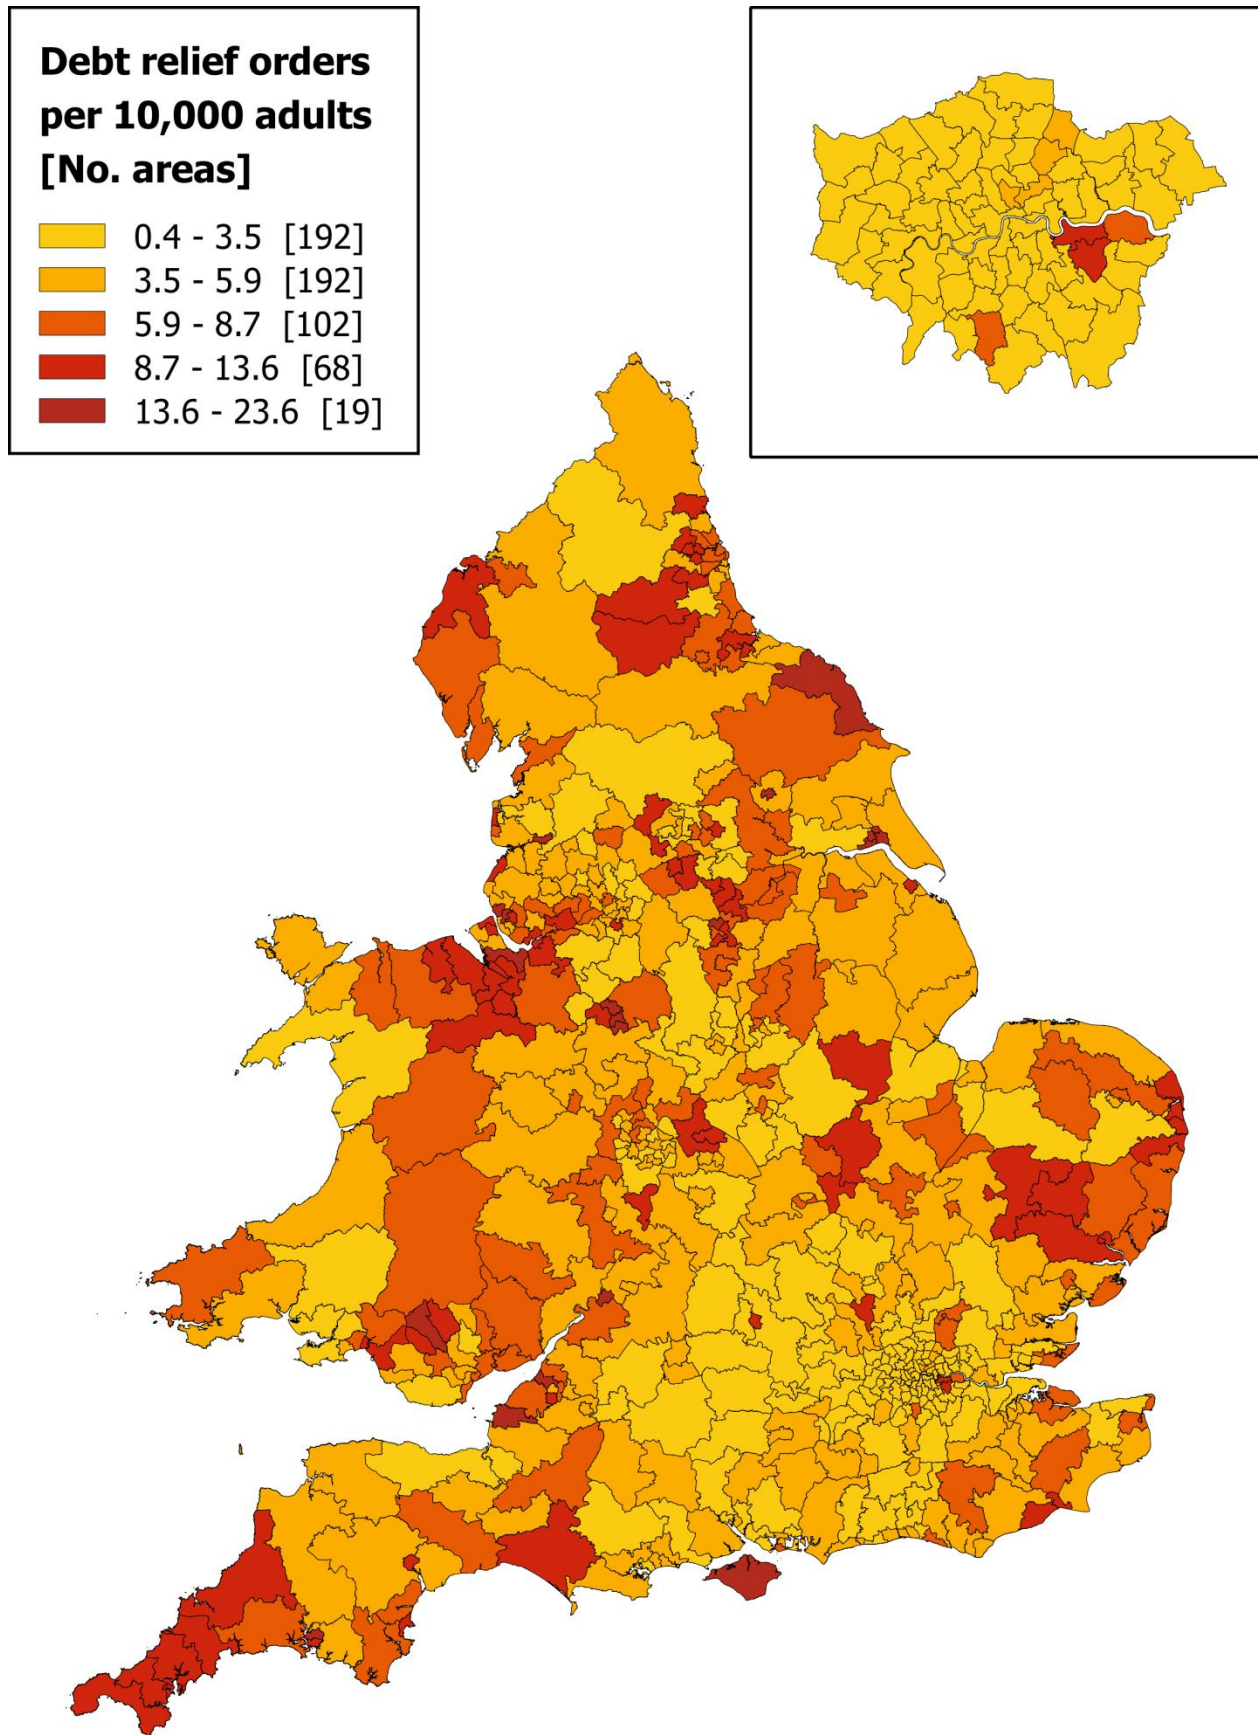 Debt relief orders
per 10,000 adults
[No. areas]
0.4 - 3.5 [192]
3.5 - 5.9 [192]
5.9 - 8.7 [102]
8.7 - 13.6 [68]
13.6 - 23.6 [19]